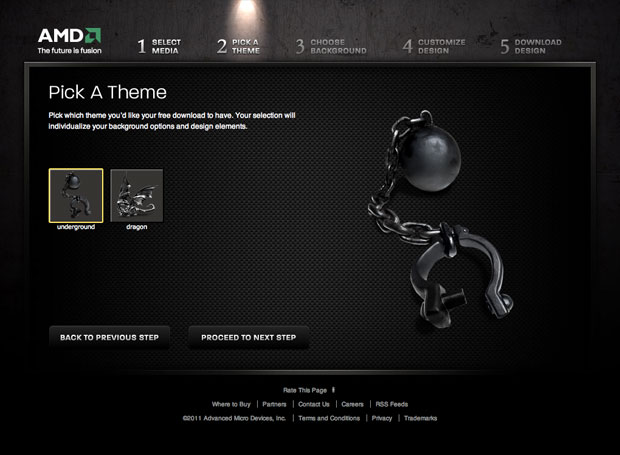 AMD
The future is fusion
1 SELECT MEDIA
2 PICK A THEME
3 CHOOSE BACKGROUND
4 CUSTOMIZE DESIGN
5 DOWNLOAD DESIGN
Pick A Theme
Pick which theme you'd like your free download to have. Your selection will
individualize your background options and design elements.
underground
dragon
BACK TO PREVIOUS STEP
PROCEED TO NEXT STEP
Rate This Page
Where to Buy | Partners | Contact Us | Careers | RSS Feeds
©2011 Advanced Micro Devices, Inc. | Terms and Conditions | Privacy | Trademarks